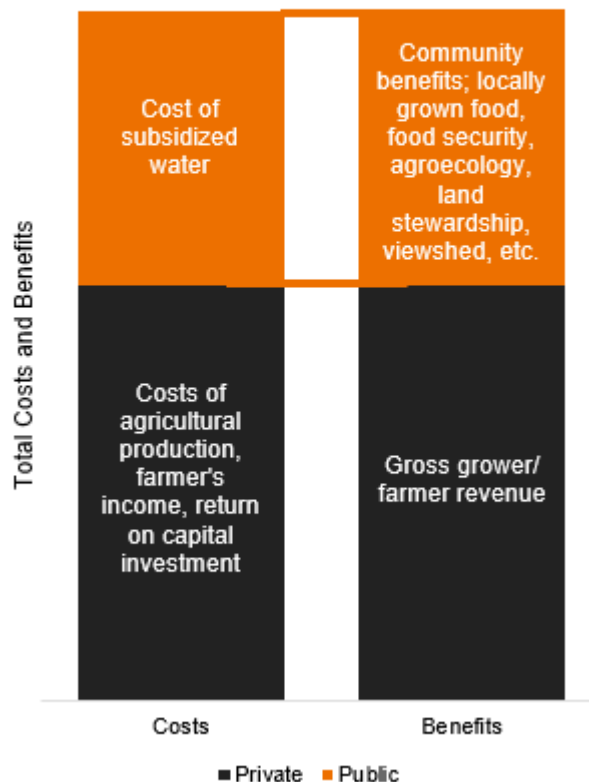 Total Costs and Benefits
Cost of
subsidized
water
Community
benefits; locally
grown food,
food security,
agroecology,
land
stewardship,
viewshed, etc.
Costs of
agricultural
production,
farmer's
income, return
on capital
investment
Gross grower/
farmer revenue
Costs
Benefits
Private
Public